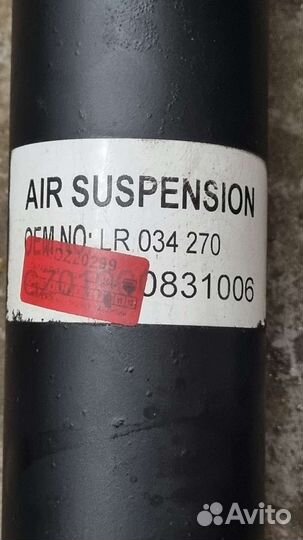 AIR SUSPENSION
OEM NO: LR 034 270
0831006
Avito